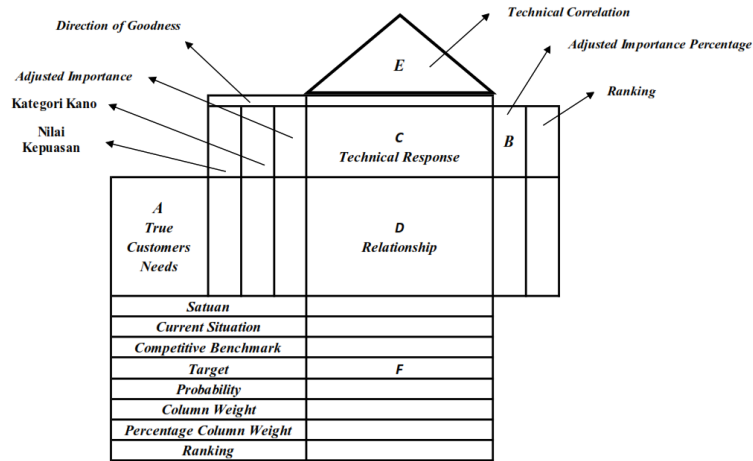 Technical Correlation
Direction of Goodness
Adjusted Importance Percentage
E
Adjusted Importance
Ranking
Kategori Kano
Nilai
Kepuasan
C
Technical Response
B
A
True
Customers
Needs
D
Relationship
Satuan
Current Situation
Competitive Benchmark
Target
F
Probability
Column Weight
Percentage Column Weight
Ranking